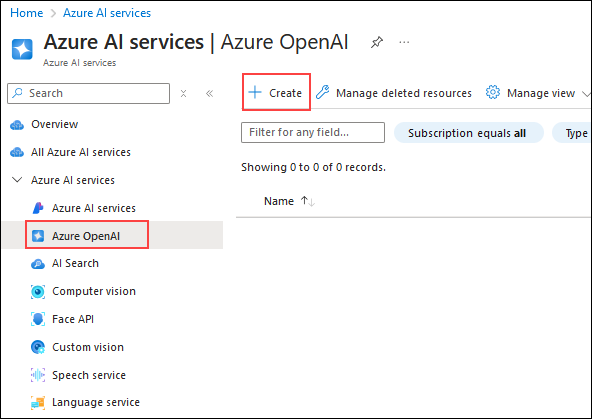 Home > Azure AI services
Azure AI services | Azure OpenAI ...
Azure AI services
Search
Overview
All Azure AI services
Azure AI services
Azure AI services
Azure OpenAI
AI Search
Computer vision
Face API
Custom vision
Speech service
Language service
+ Create Manage deleted resources Manage view
Filter for any field... Subscription equals all Type
Showing 0 to 0 of 0 records.
Name ↑↓